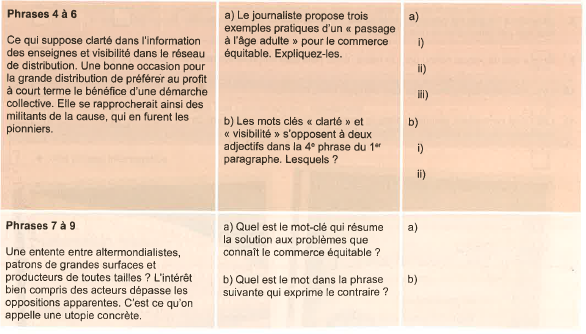 Phrases 4 à 6
Ce qui suppose clarté dans l'information
des enseignes et visibilité dans le réseau
de distribution. Une bonne occasion pour
la grande distribution de préférer au profit
à court terme le bénéfice d'une démarche
collective. Elle se rapprocherait ainsi des
militants de la cause, qui en furent les
pionniers.
a) Le journaliste propose trois
exemples pratiques d'un « passage
à l'âge adulte » pour le commerce
équitable. Expliquez-les.
a)
i)
ii)
iii)
b) Les mots clés « clarté » et
« visibilité » s'opposent à deux
adjectifs dans la 4e phrase du 1er
paragraphe. Lesquels ?
b)
i)
ii)
Phrases 7 à 9
Une entente entre altermondialistes,
patrons de grandes surfaces et
producteurs de toutes tailles ? L'intérêt
bien compris des acteurs dépasse les
oppositions apparentes. C'est ce qu'on
appelle une utopie concrète.
a) Quel est le mot-clé qui résume
la solution aux problèmes que
connaît le commerce équitable ?
a)
b) Quel est le mot dans la phrase
suivante qui exprime le contraire ?
b)